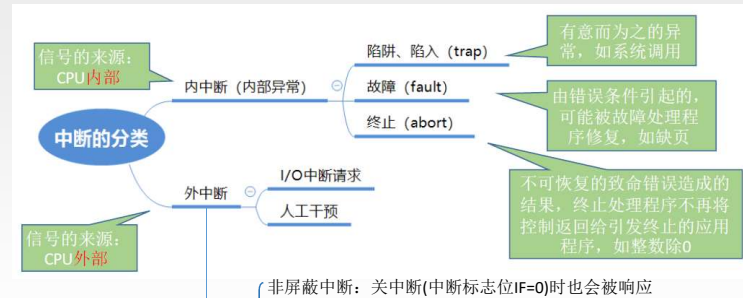 信号的来源:
CPU内部
内中断（内部异常）
陷阱、陷入（trap）
有意而为之的异
常，如系统调用
故障（fault）
由错误条件引起的，
可能被故障处理程
序修复，如缺页
终止（abort）
不可恢复的致命错误造成的
结果，终止处理程序不再将
控制返回给引发终止的应用
程序，如整数除0
中断的分类
外中断
I/O中断请求
人工干预
信号的来源:
CPU外部
非屏蔽中断：关中断(中断标志位IF=0)时也会被响应